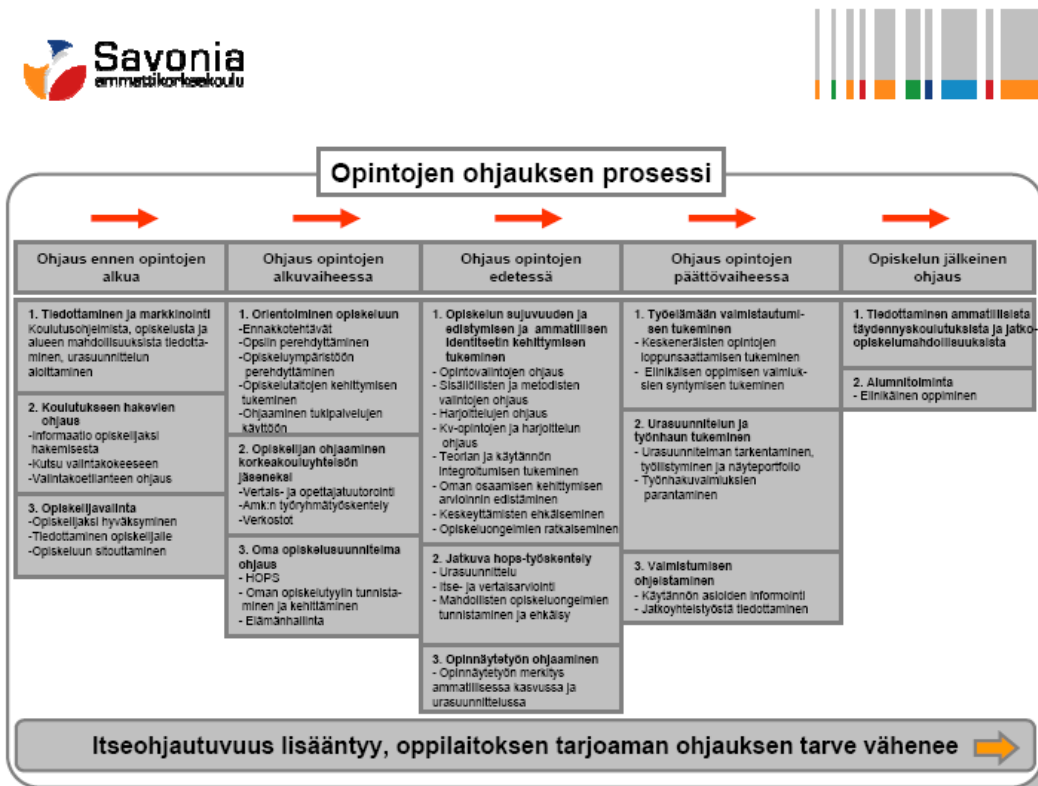 Savonia
ammattikorkeakoulu
Opintojen ohjauksen prosessi
Ohjaus ennen opintojen
alkua
1. Tiedottaminen ja markkinointi
Koulutusohjelmista, opiskelusta ja
alueen mahdollisuuksista tiedotta-
minen, urasuunnittelun
aloittaminen
2. Koulutukseen hakevien
ohjaus
-Informaatio opiskelijaksi
hakemisesta
-Kutsu valintakokeeseen
-Valintakoetilanteen ohjaus
3. Opiskelijavalinta
-Opiskelijaksi hyväksyminen
-Tiedottaminen opiskelijalle
-Opiskeluun sitouttaminen
Ohjaus opintojen
alkuvaiheessa
1. Orientoiminen opiskeluun
-Ennakkotehtävät
-Opsiin perehdyttäminen
-Opiskeluympäristöön
perehdyttäminen
-Opiskelutaitojen kehittymisen
tukeminen
-Ohjaaminen tukipalvelujen
käyttöön
2. Opiskelijan ohjaaminen
korkeakouluyhteisön
jäseneksi
-Vertais- ja opettajatuutorointi
-Amk:n työryhmätyöskentely
-Verkostot
3. Oma opiskelusuunnitelma
ohjaus
- HOPS
- Oman opiskelutyylin tunnista-
minen ja kehittäminen
- Elämänhallinta
Ohjaus opintojen
edetessä
1. Opiskelun sujuvuuden ja
edistymisen ja ammatillisen
identiteetin kehittymisen
tukeminen
- Opintovalintojen ohjaus
- Sisällöllisten ja metodisten
valintojen ohjaus
- Harjoittelujen ohjaus
- Kv-opintojen ja harjoittelun
ohjaus
- Teorian ja käytännön
integroitumisen tukeminen
- Oman osaamisen kehittymisen
arvioinnin edistäminen
- Keskeyttämisten ehkäiseminen
- Opiskeluongelmien ratkaiseminen
2. Jatkuva hops-työskentely
- Urasuunnittelu
- Itse- ja vertaisarviointi
- Mahdollisten opiskeluongelmien
tunnistaminen ja ehkäisy
3. Opinnäytetyön ohjaaminen
- Opinnäytetyön merkitys
ammatillisessa kasvussa ja
urasuunnittelussa
Ohjaus opintojen
päättövaiheessa
1. Työelämään valmistautumi-
sen tukeminen
- Keskeneräisten opintojen
loppunsaattamisen tukeminen
- Elinikäisen oppimisen valmiuk-
sien syntymisen tukeminen
2. Urasuunnitelun ja
työnhaun tukeminen
- Urasuunnitelman tarkentaminen,
työllistyminen ja näyteportfolio
- Työnhakuvalmiuksien
parantaminen
3. Valmistumisen
ohjeistaminen
- Käytännön asioiden informointi
- Jatkoyhteistyöstä tiedottaminen
Opiskelun jälkeinen
ohjaus
1. Tiedottaminen ammatillisista
täydennyskoulutuksista ja jatko-
opiskelumahdollisuuksista
2. Alumnitoiminta
- Elinikäinen oppiminen
Itseohjautuvuus lisääntyy, oppilaitoksen tarjoaman ohjauksen tarve vähenee